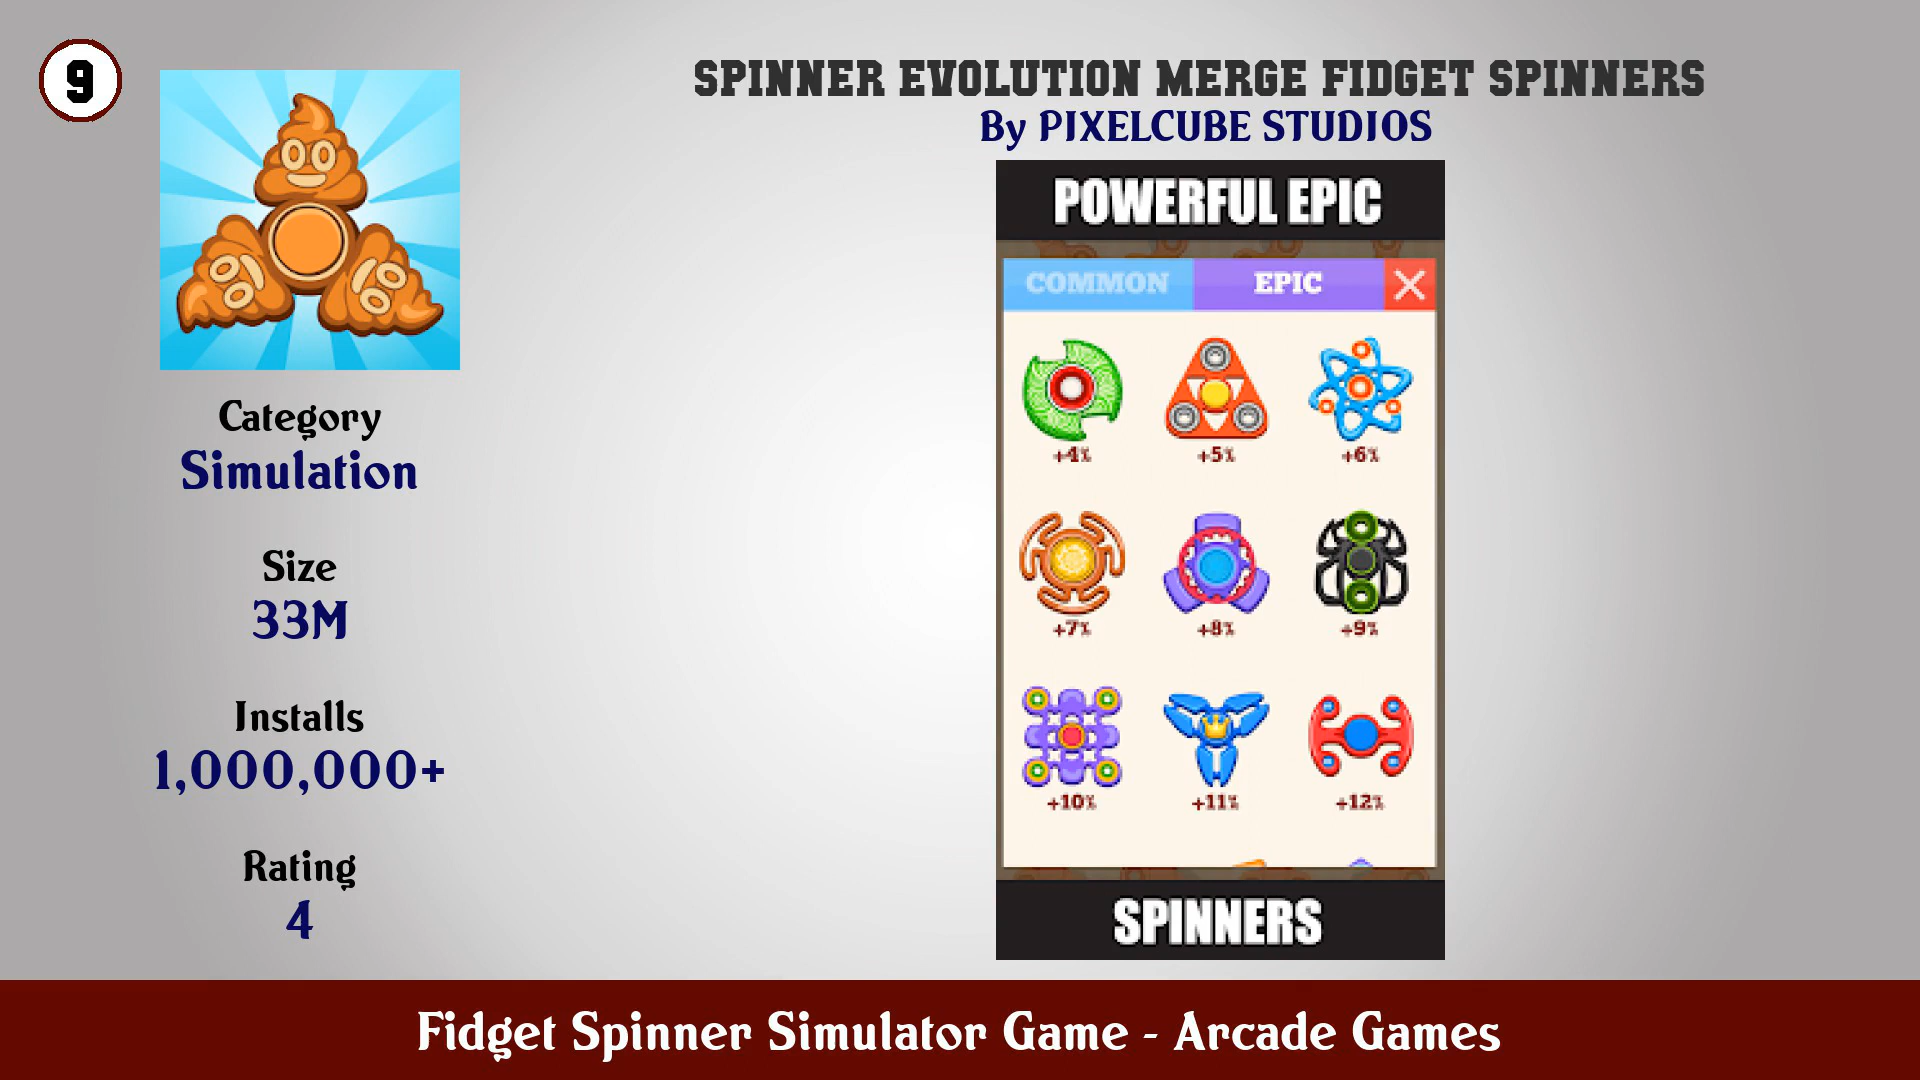 9
SPINNER EVOLUTION MERGE FIDGET SPINNERS
By PIXELCUBE STUDIOS
POWERFUL EPIC
COMMON EPIC X
+4% +5% +6%
+7% +8% +9%
+10% +11% +12%
SPINNERS
Category
Simulation
Size
33M
Installs
1,000,000+
Rating
4
Fidget Spinner Simulator Game - Arcade Games